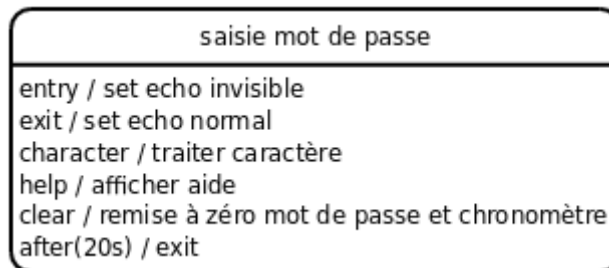 saisie mot de passe
entry / set echo invisible
exit / set echo normal
character / traiter caractère
help / afficher aide
clear / remise à zéro mot de passe et chronomètre
after(20s) / exit